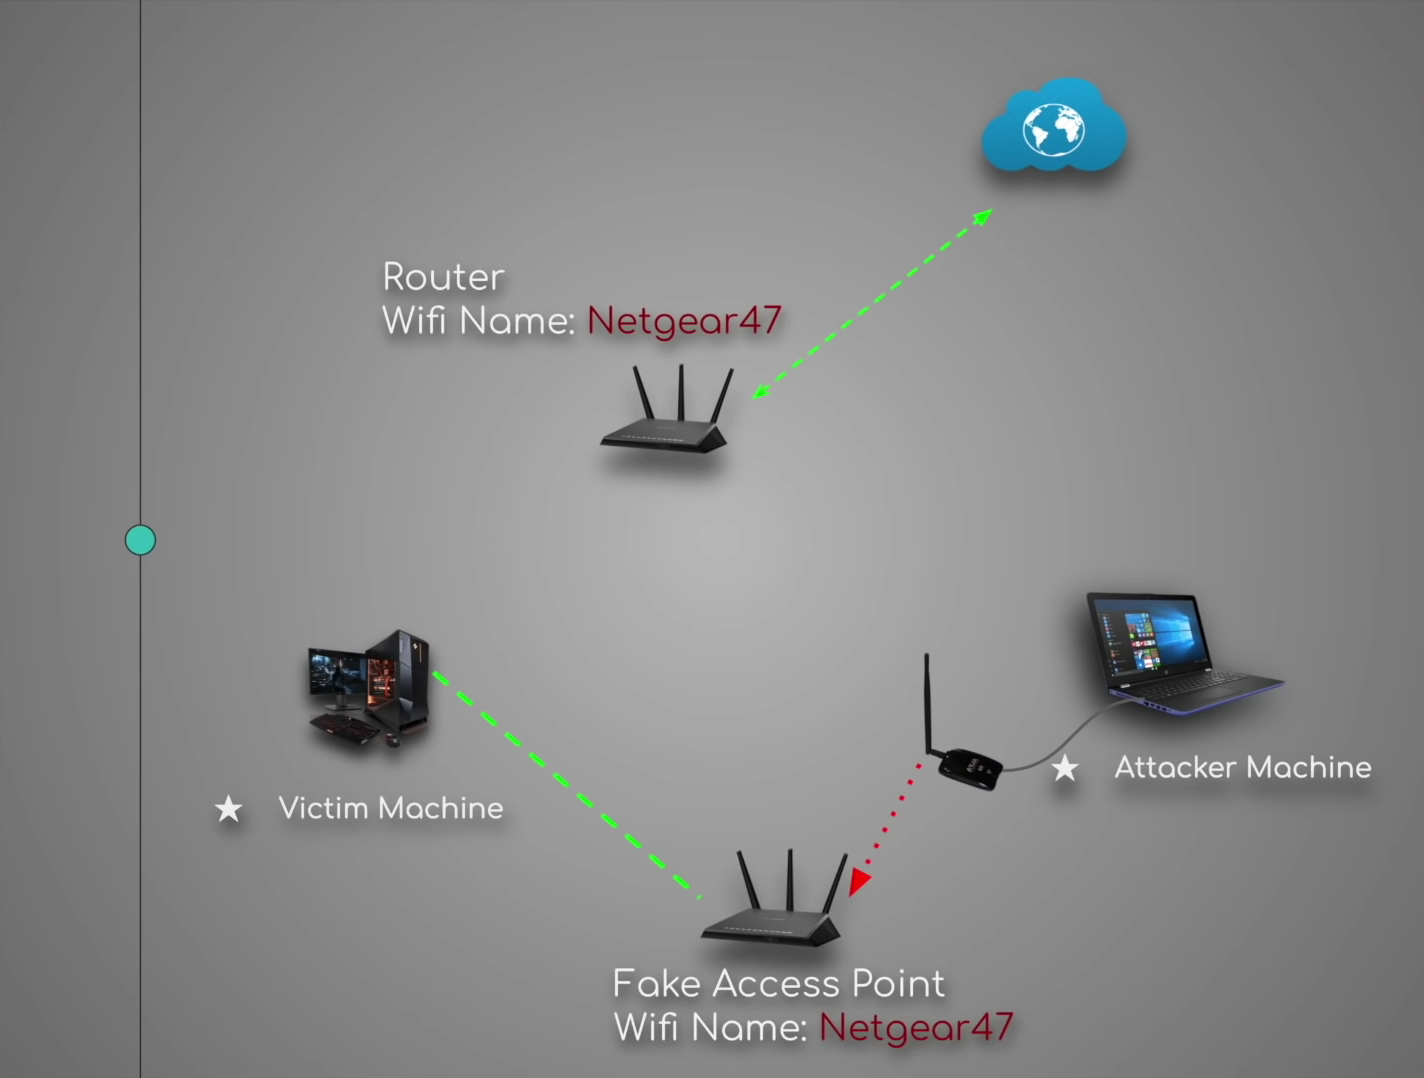 Router
Wifi Name: Netgear47
Victim Machine
Attacker Machine
Fake Access Point
Wifi Name: Netgear47